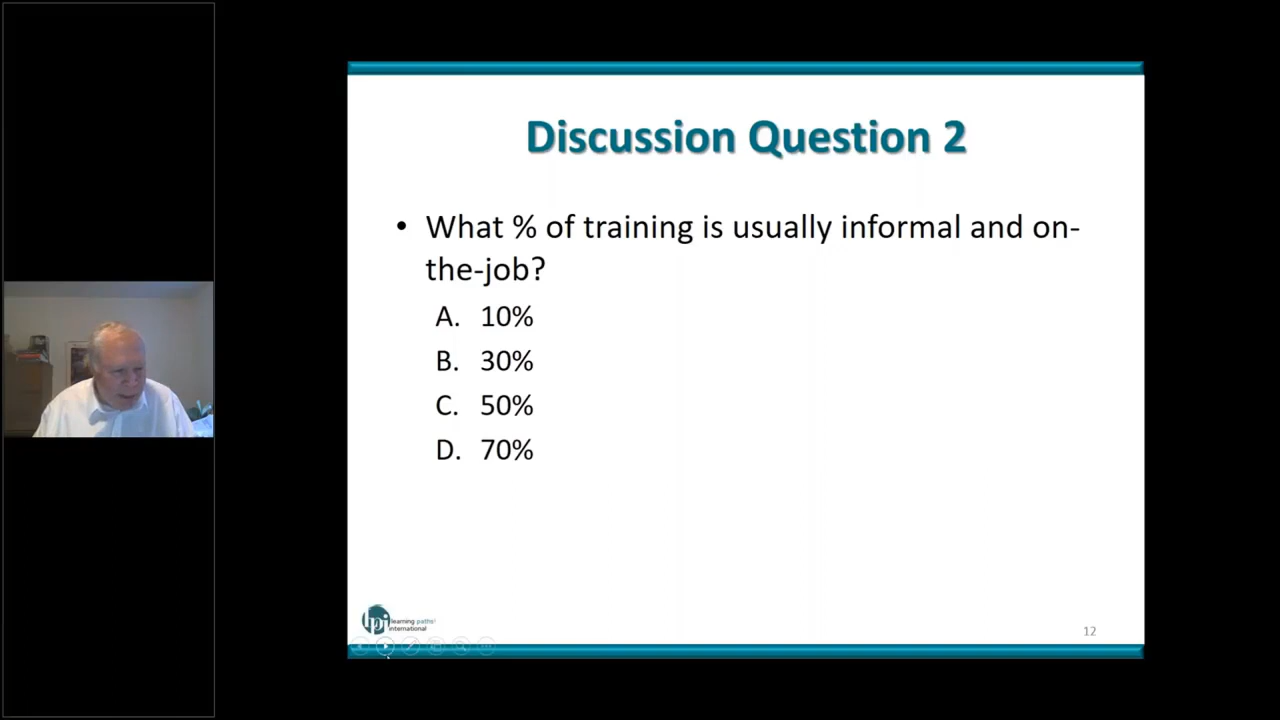 Discussion Question 2
• What % of training is usually informal and on-
the-job?
A. 10%
B. 30%
C. 50%
D. 70%
lpi learning paths
international
12